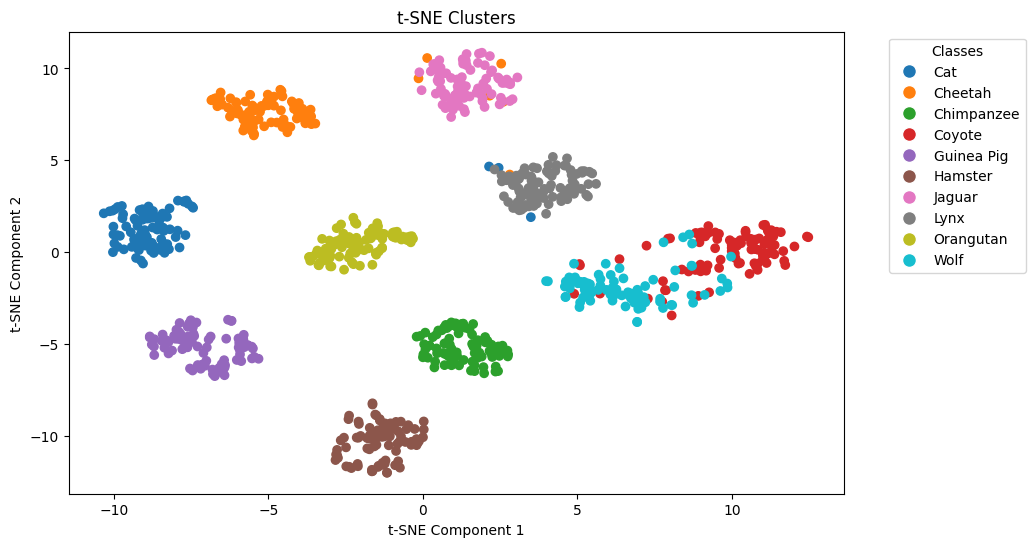 t-SNE Clusters
t-SNE Component 2
10
5
0
−5
−10
−10
−5
0
5
10
t-SNE Component 1
Classes
Cat
Cheetah
Chimpanzee
Coyote
Guinea Pig
Hamster
Jaguar
Lynx
Orangutan
Wolf